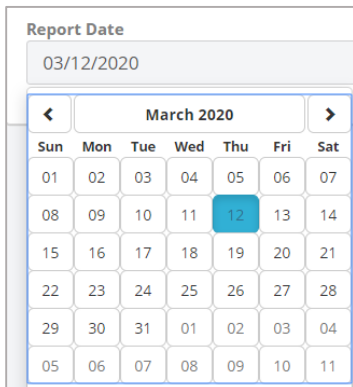 Report Date
03/12/2020
March 2020
Sun Mon Tue Wed Thu Fri Sat
01 02 03 04 05 06 07
08 09 10 11 12 13 14
15 16 17 18 19 20 21
22 23 24 25 26 27 28
29 30 31 01 02 03 04
05 06 07 08 09 10 11